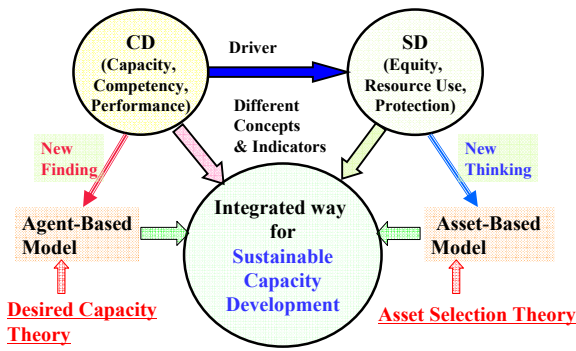 CD
(Capacity,
Competency,
Performance)
Driver
SD
(Equity,
Resource Use,
Protection)
Different
Concepts
& Indicators
New
Finding
New
Thinking
Agent-Based
Model
Integrated way
for
Sustainable
Capacity
Development
Asset-Based
Model
Desired Capacity
Theory
Asset Selection Theory